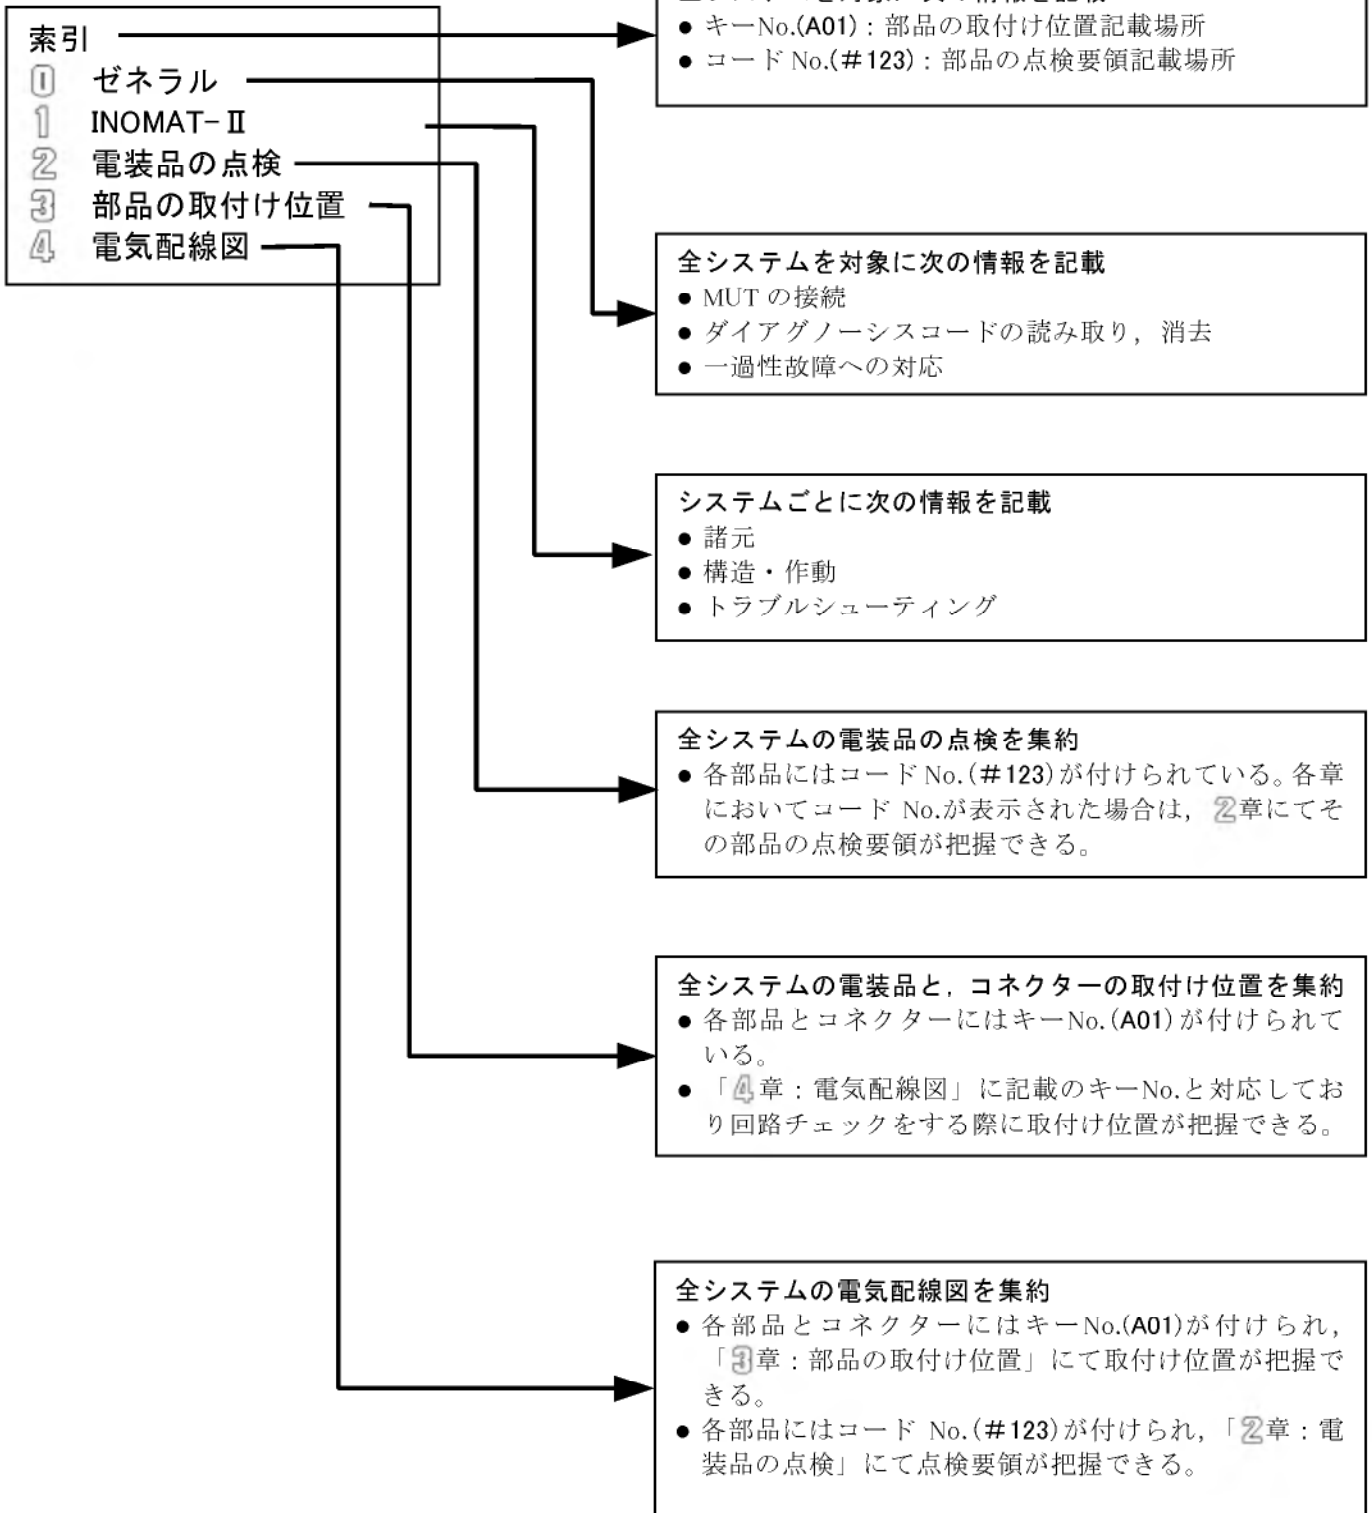 索引
0 ゼネラル
1 INOMAT-Ⅱ
2 電装品の点検
3 部品の取付け位置
4 電気配線図
● キーNo.(A01)：部品の取付け位置記載場所
● コード No.(#123)：部品の点検要領記載場所
全システムを対象に次の情報を記載
● MUT の接続
● ダイアグノーシスコードの読み取り，消去
● 一過性故障への対応
システムごとに次の情報を記載
● 諸元
● 構造・作動
● トラブルシューティング
全システムの電装品の点検を集約
● 各部品にはコード No.(#123)が付けられている。各章
においてコード No.が表示された場合は，2章にてそ
の部品の点検要領が把握できる。
全システムの電装品と，コネクターの取付け位置を集約
● 各部品とコネクターにはキーNo.(A01)が付けられて
いる。
● 「4章：電気配線図」に記載のキーNo.と対応してお
り回路チェックをする際に取付け位置が把握できる。
全システムの電気配線図を集約
● 各部品とコネクターにはキーNo.(A01)が付けられ，
「3章：部品の取付け位置」にて取付け位置が把握で
きる。
● 各部品にはコード No.(#123)が付けられ，「2章：電
装品の点検」にて点検要領が把握できる。